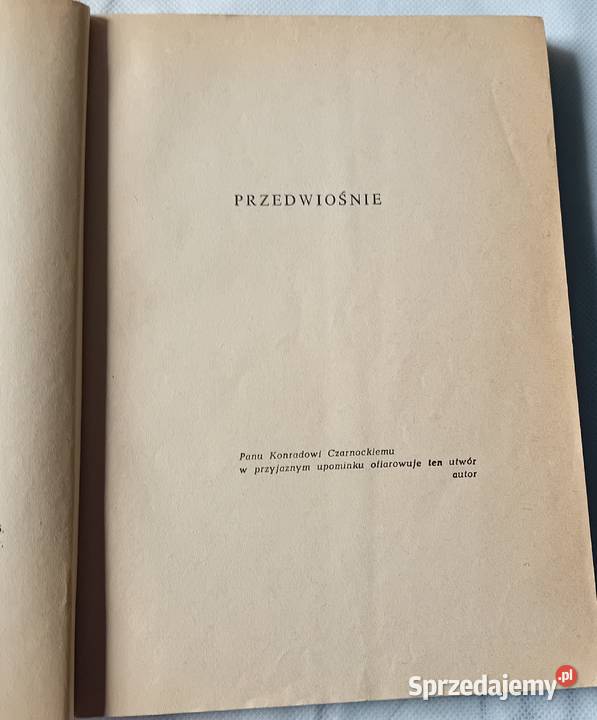 PRZEDWIOŚNIE
Panu Konradowi Czarnockiemu
w przyjaznym upominku ofiarowuje ten utwór
autor
Sprzedajemy.pl